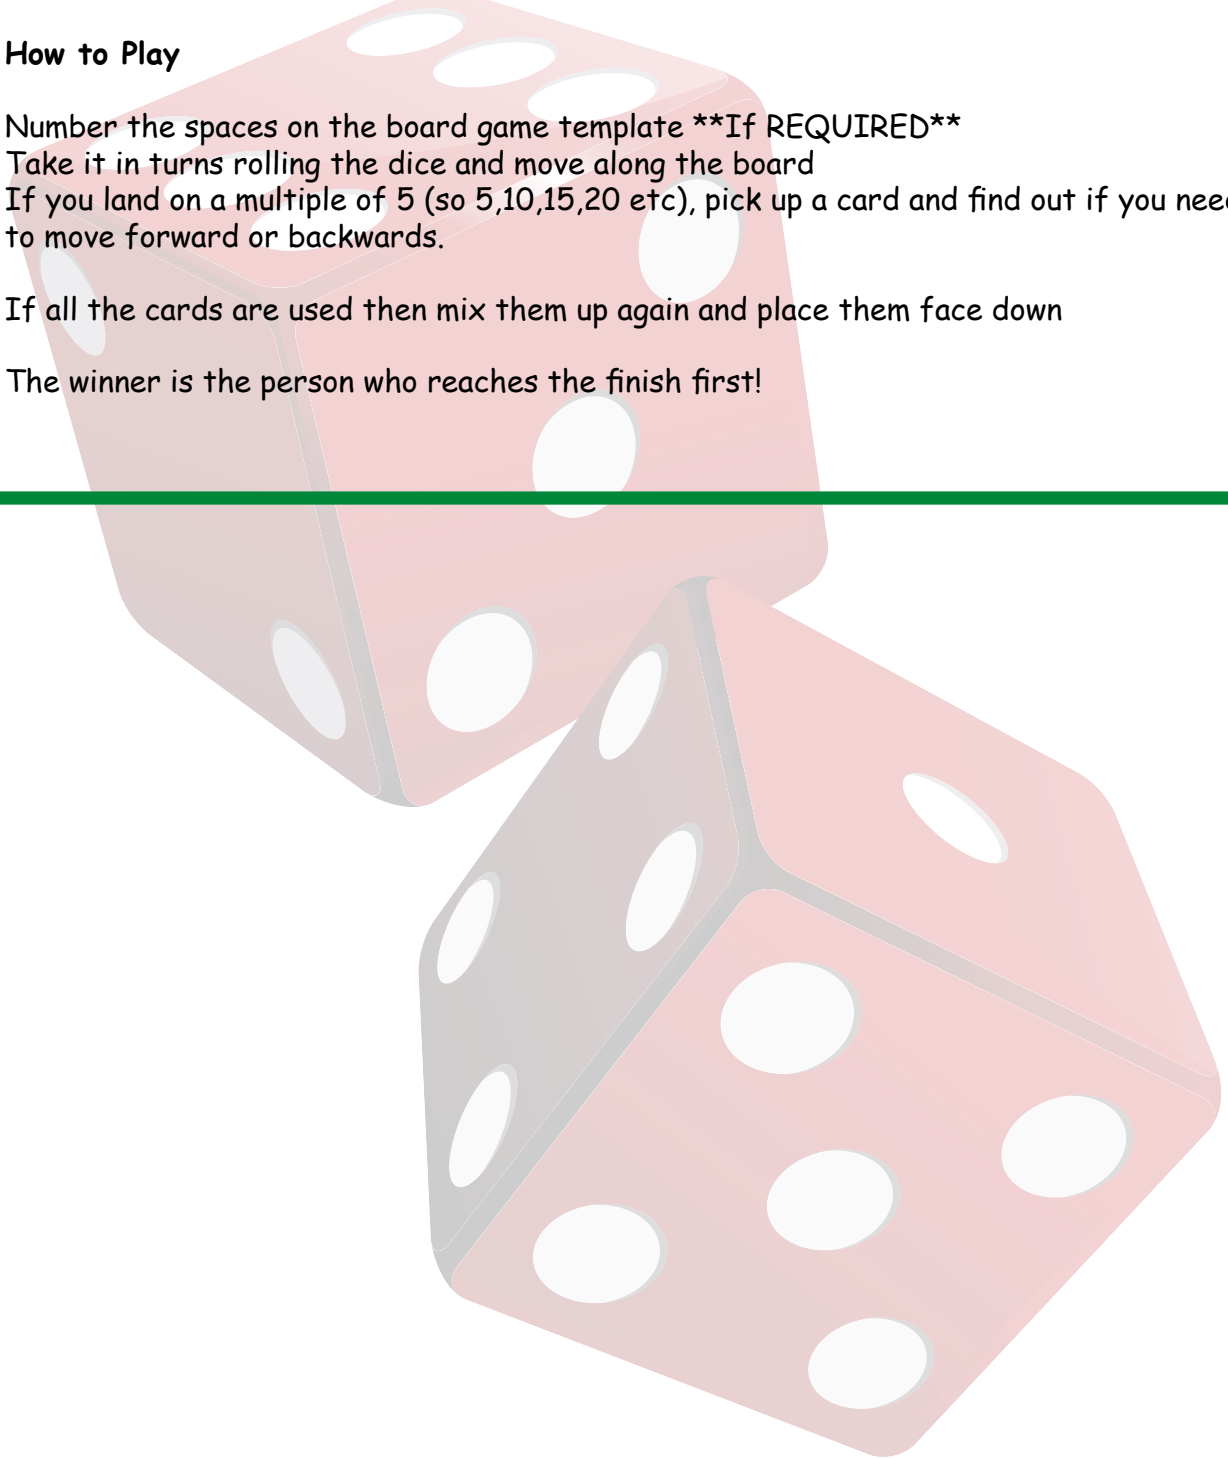 How to Play
Number the spaces on the board game template **If REQUIRED**
Take it in turns rolling the dice and move along the board
If you land on a multiple of 5 (so 5,10,15,20 etc), pick up a card and find out if you
to move forward or backwards.
If all the cards are used then mix them up again and place them face down
The winner is the person who reaches the finish first!